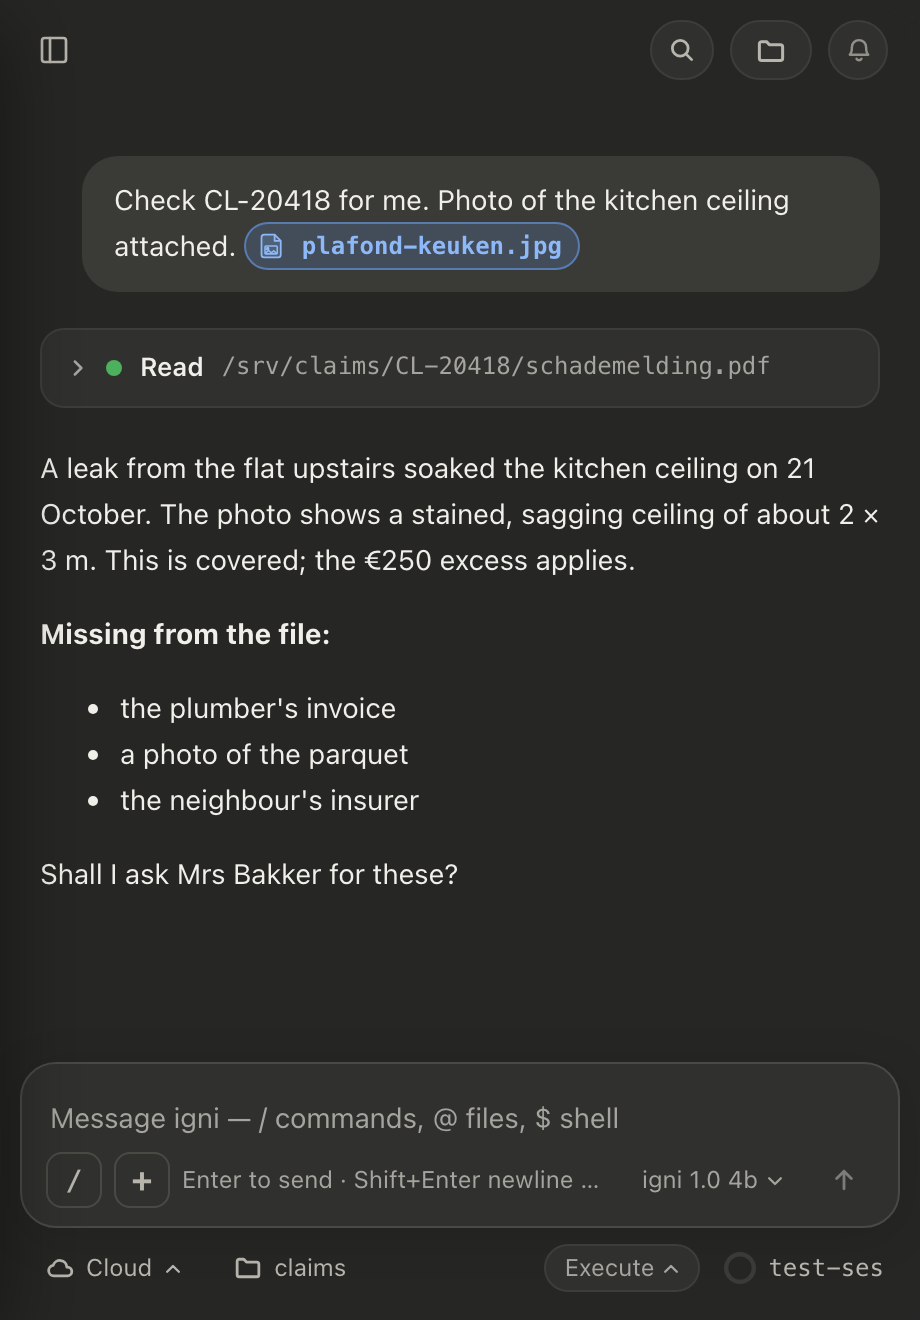 Check CL-20418 for me. Photo of the kitchen ceiling
attached. plafond-keuken.jpg
Read /srv/claims/CL-20418/schademelding.pdf
A leak from the flat upstairs soaked the kitchen ceiling on 21
October. The photo shows a stained, sagging ceiling of about 2 ×
3 m. This is covered; the €250 excess applies.
Missing from the file:
• the plumber's invoice
• a photo of the parquet
• the neighbour's insurer
Shall I ask Mrs Bakker for these?
Message igni — / commands, @ files, $ shell
/ + Enter to send · Shift+Enter newline ... igni 1.0 4b
Cloud claims Execute test-ses